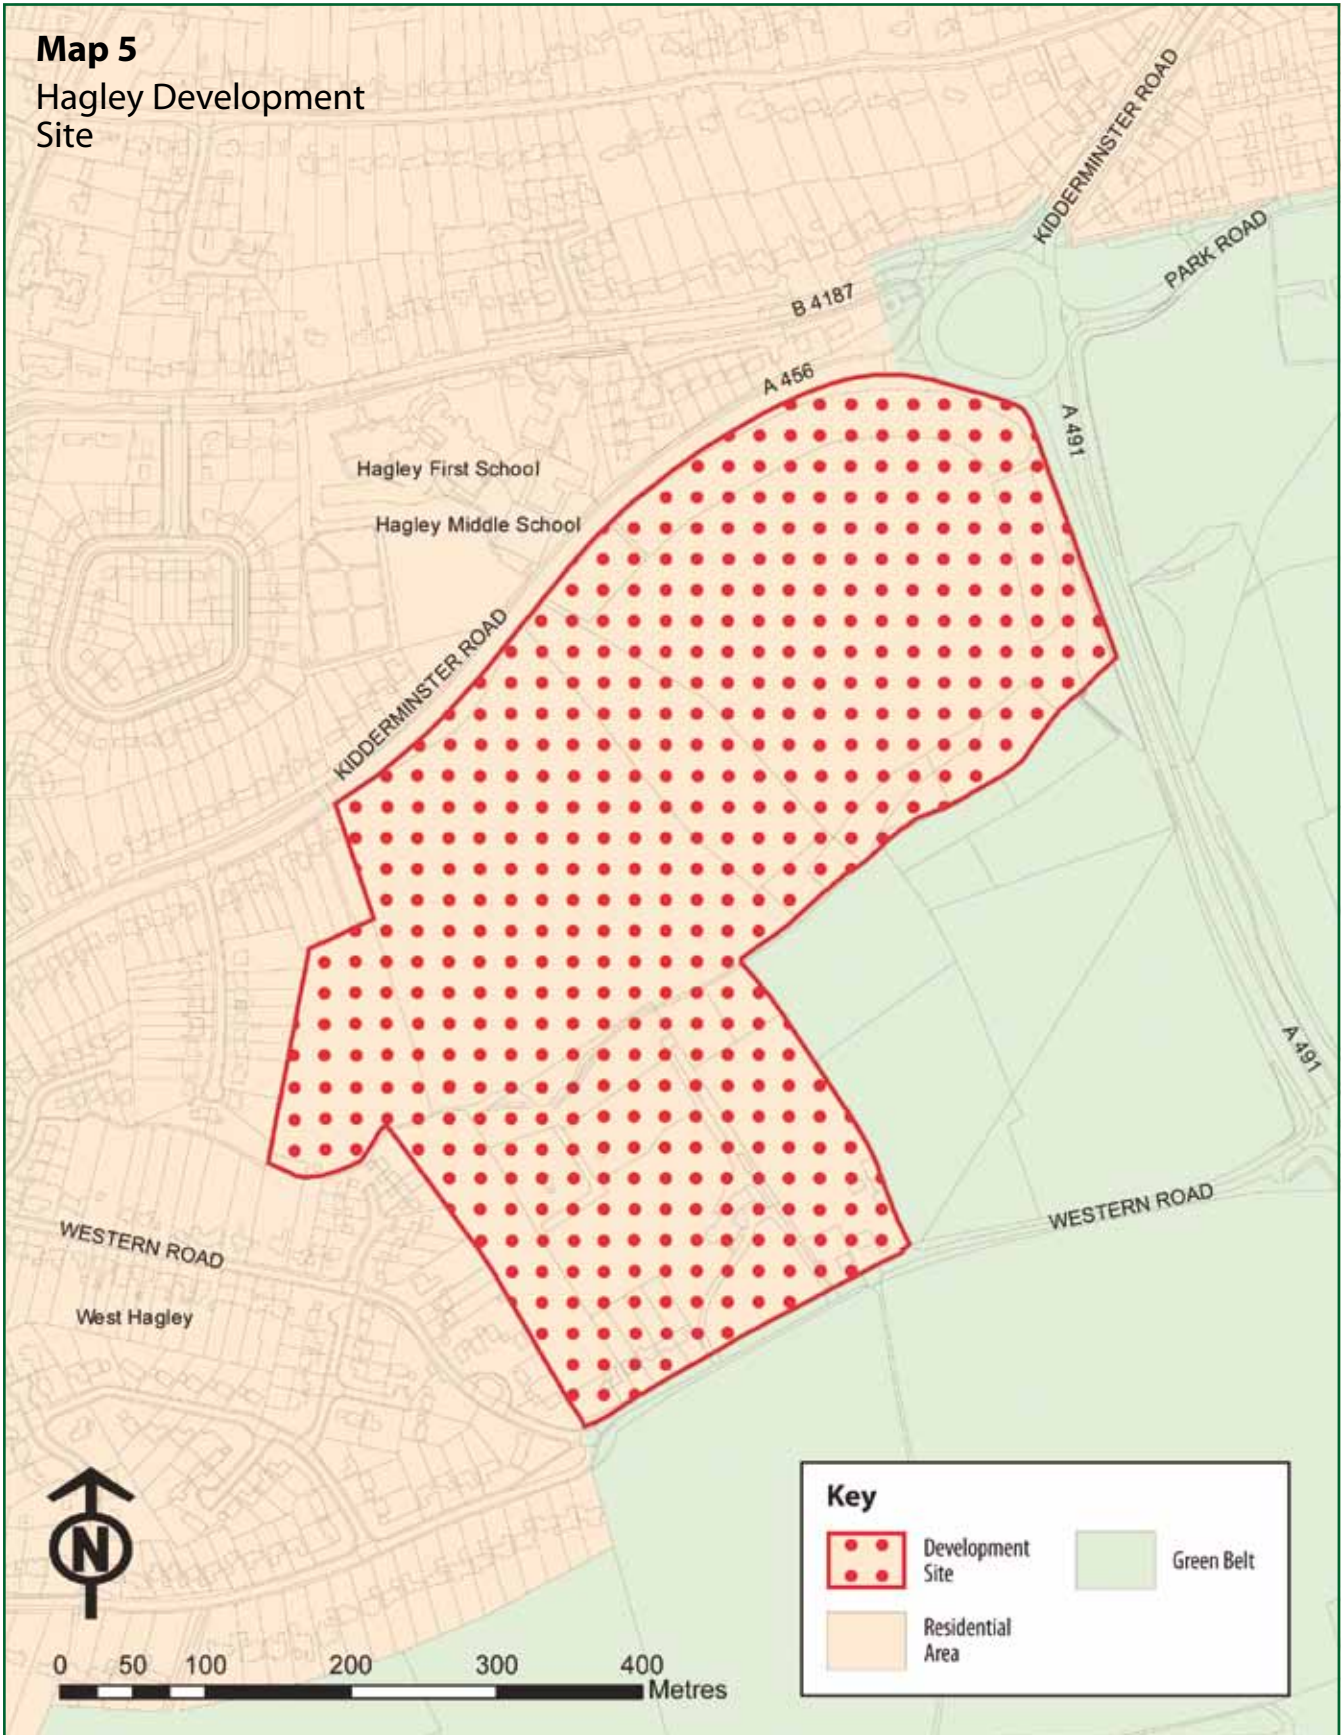 Map 5
Hagley Development
Site
KIDDERMINSTER ROAD
PARK ROAD
B 4187
A 456
A 491
Hagley First School
Hagley Middle School
KIDDERMINSTER ROAD
A 491
WESTERN ROAD
WESTERN ROAD
West Hagley
N
0 50 100 200 300 400
Metres
Key
Development
Site
Green Belt
Residential
Area